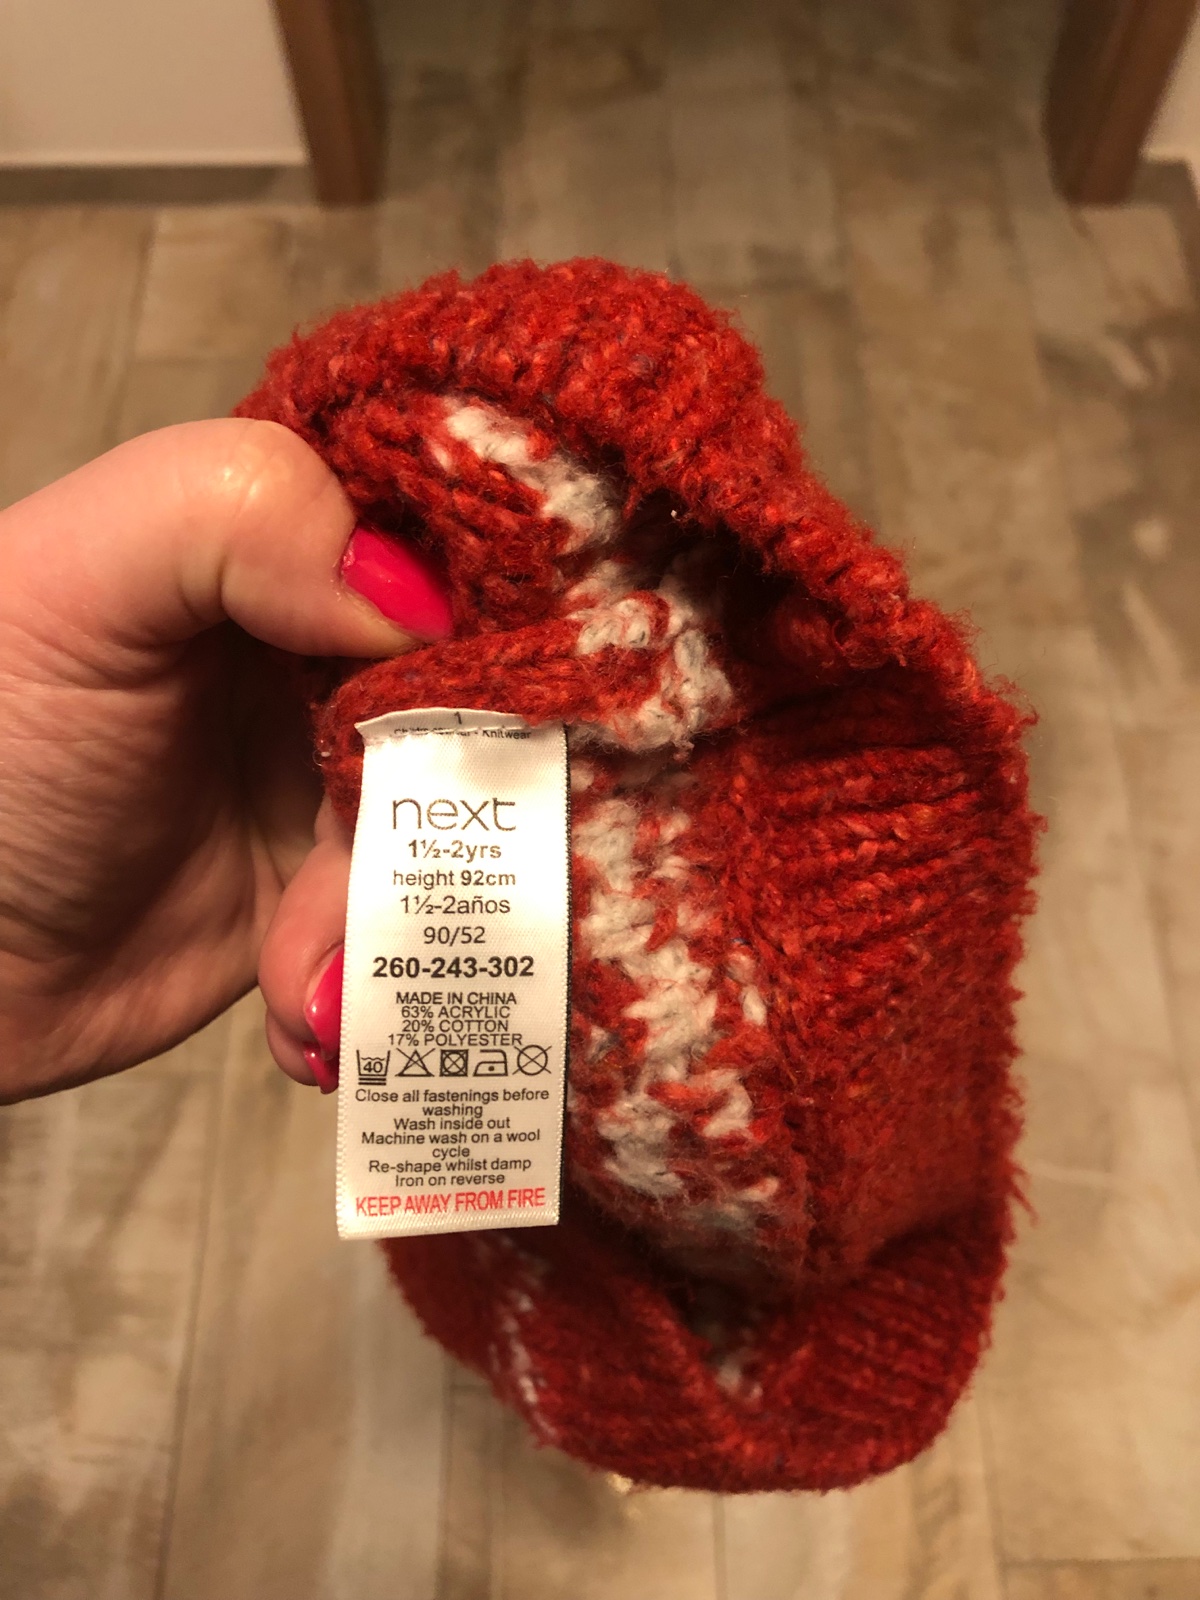 1
Knitwear
next
1½-2yrs
height 92cm
1½-2años
90/52
260-243-302
MADE IN CHINA
63% ACRYLIC
20% COTTON
17% POLYESTER
40
Close all fastenings before
washing
Wash inside out
Machine wash on a wool
cycle
Re-shape whilst damp
Iron on reverse
KEEP AWAY FROM FIRE